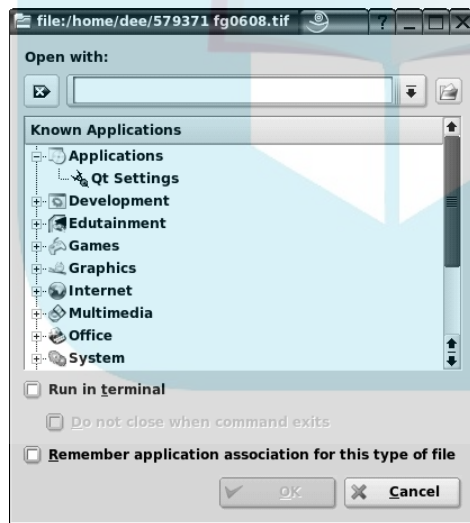 file:/home/dee/579371 fg0608.tif ?
Open with:
Known Applications
Applications
Qt Settings
Development
Edutainment
Games
Graphics
Internet
Multimedia
Office
System
Run in terminal
Do not close when command exits
Remember application association for this type of file
OK Cancel